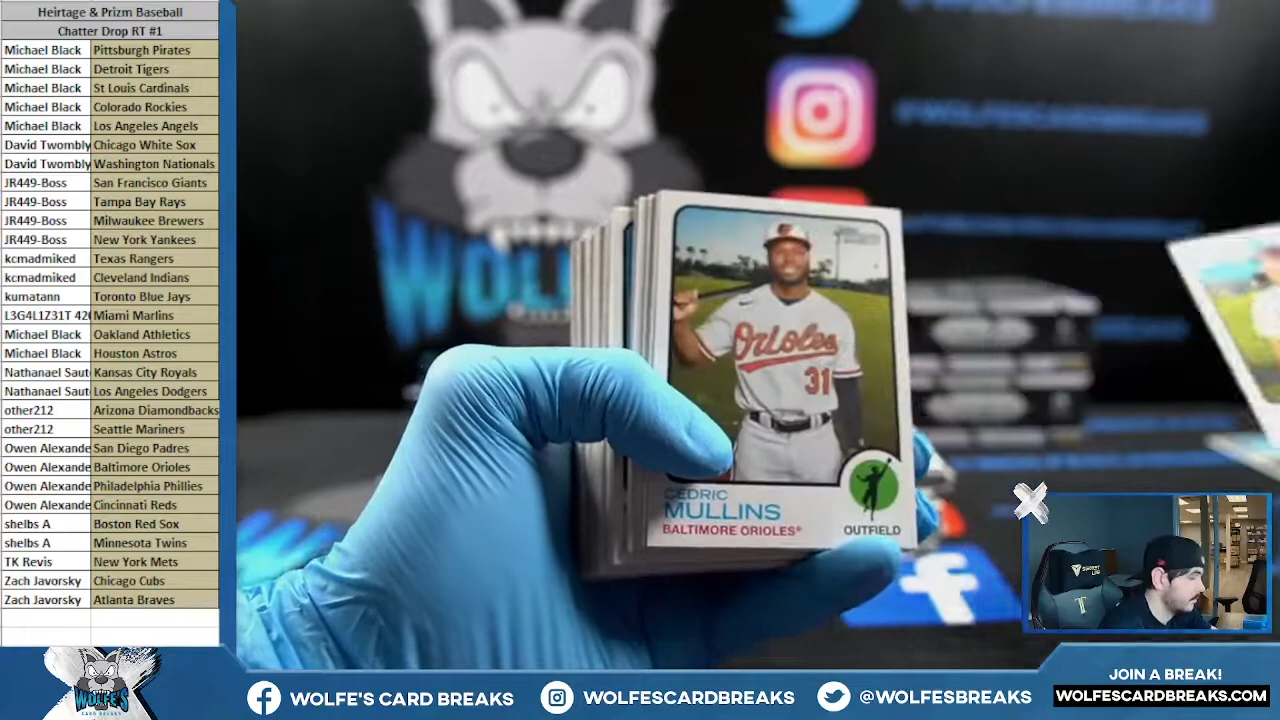 Heirtage & Prizm Baseball
Chatter Drop RT #1
Michael Black Pittsburgh Pirates
Michael Black Detroit Tigers
Michael Black St Louis Cardinals
Michael Black Colorado Rockies
Michael Black Los Angeles Angels
David Twombly Chicago White Sox
David Twombly Washington Nationals
JR449-Boss San Francisco Giants
JR449-Boss Tampa Bay Rays
JR449-Boss Milwaukee Brewers
JR449-Boss New York Yankees
kcmadmiked Texas Rangers
kcmadmiked Cleveland Indians
kumatann Toronto Blue Jays
L3G4L1Z31T 420 Miami Marlins
Michael Black Oakland Athletics
Michael Black Houston Astros
Nathanael Saut Kansas City Royals
Nathanael Saut Los Angeles Dodgers
other212 Arizona Diamondbacks
other212 Seattle Mariners
Owen Alexande San Diego Padres
Owen Alexande Baltimore Orioles
Owen Alexande Philadelphia Phillies
Owen Alexande Cincinnati Reds
shelbs A Boston Red Sox
shelbs A Minnesota Twins
TK Revis New York Mets
Zach Javorsky Chicago Cubs
Zach Javorsky Atlanta Braves
#WOLFESCARDBREAKS
Orioles
31
CEDRIC
MULLINS
BALTIMORE ORIOLES®
OUTFIELD
WOLFE'S
CARD BREAKS
WOLFE'S CARD BREAKS
WOLFESCARDBREAKS
@WOLFESBREAKS
JOIN A BREAK!
WOLFESCARDBREAKS.COM